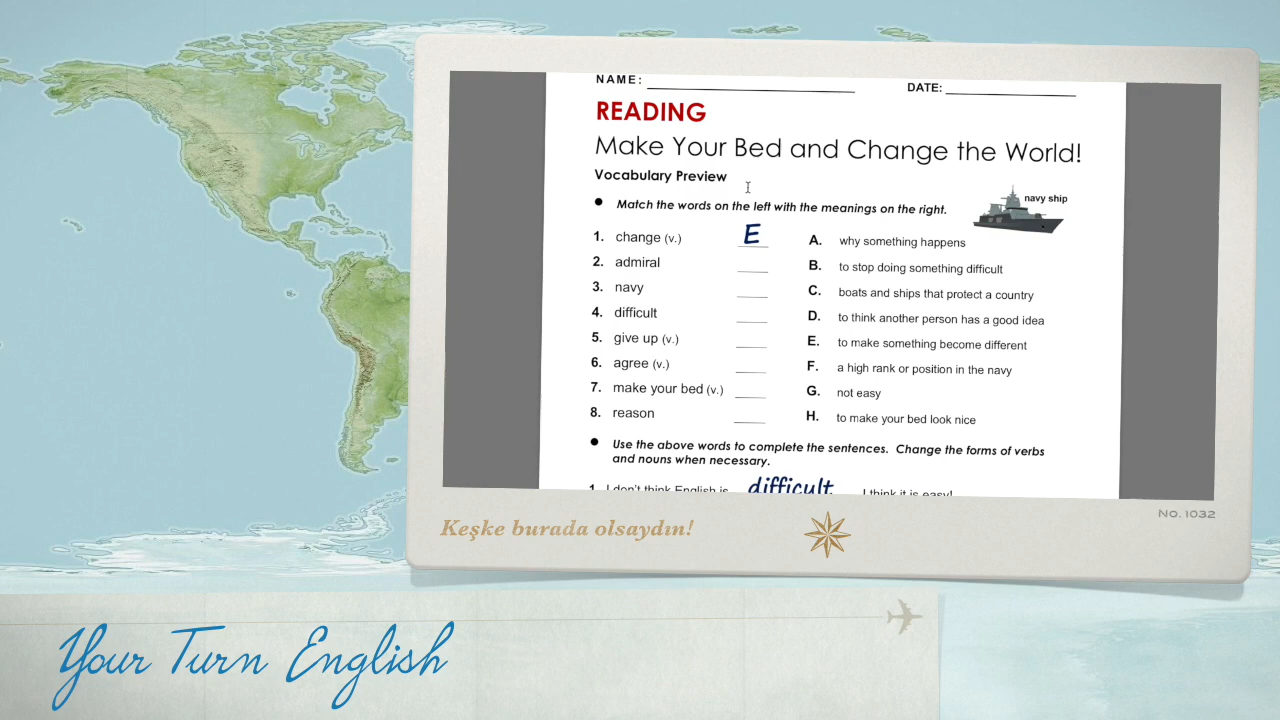 NAME: DATE:
READING
Make Your Bed and Change the World!
Vocabulary Preview
navy ship
● Match the words on the left with the meanings on the right.
1. change (v.) E A. why something happens
2. admiral B. to stop doing something difficult
3. navy C. boats and ships that protect a country
4. difficult D. to think another person has a good idea
5. give up (v.) E. to make something become different
6. agree (v.) F. a high rank or position in the navy
7. make your bed (v.) G. not easy
8. reason H. to make your bed look nice
● Use the above words to complete the sentences. Change the forms of verbs
and nouns when necessary.
1. I don't think English is difficult. I think it is easy!
Keşke burada olsaydın!
NO. 1032
Your Turn English